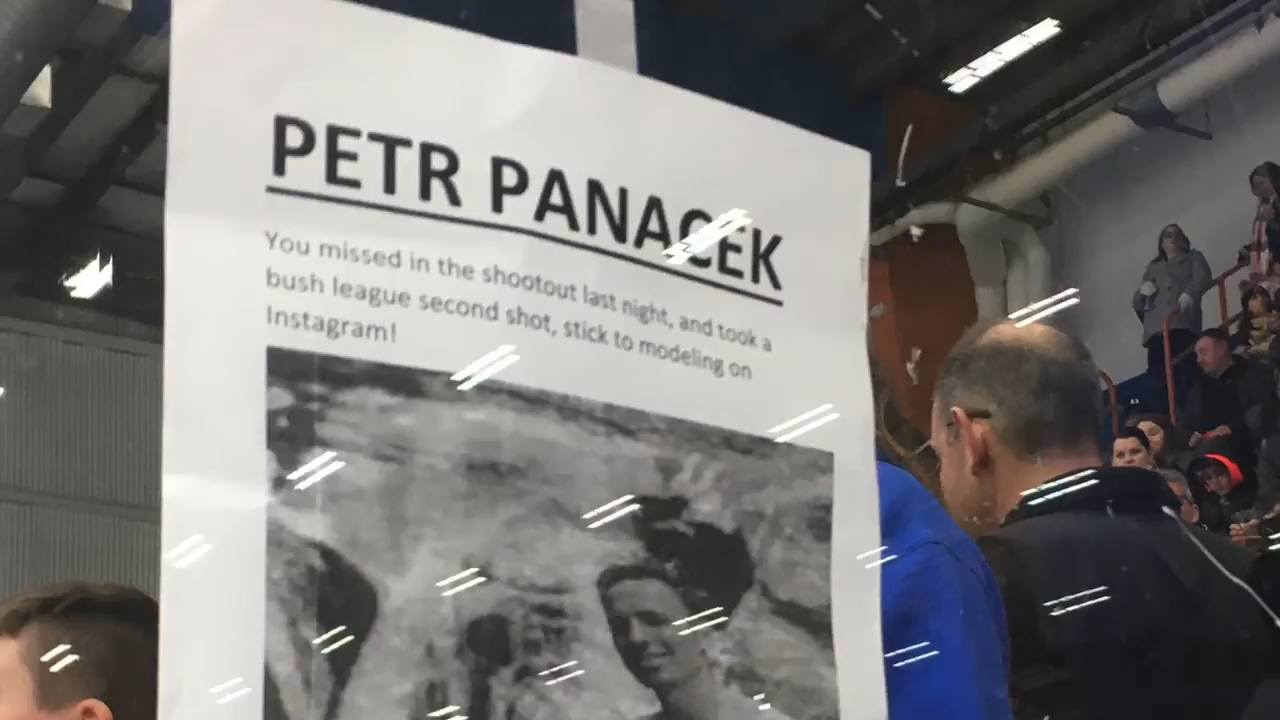 PETR PANACEK
You missed in the shootout last night, and took a
bush league second shot, stick to modeling on
Instagram!